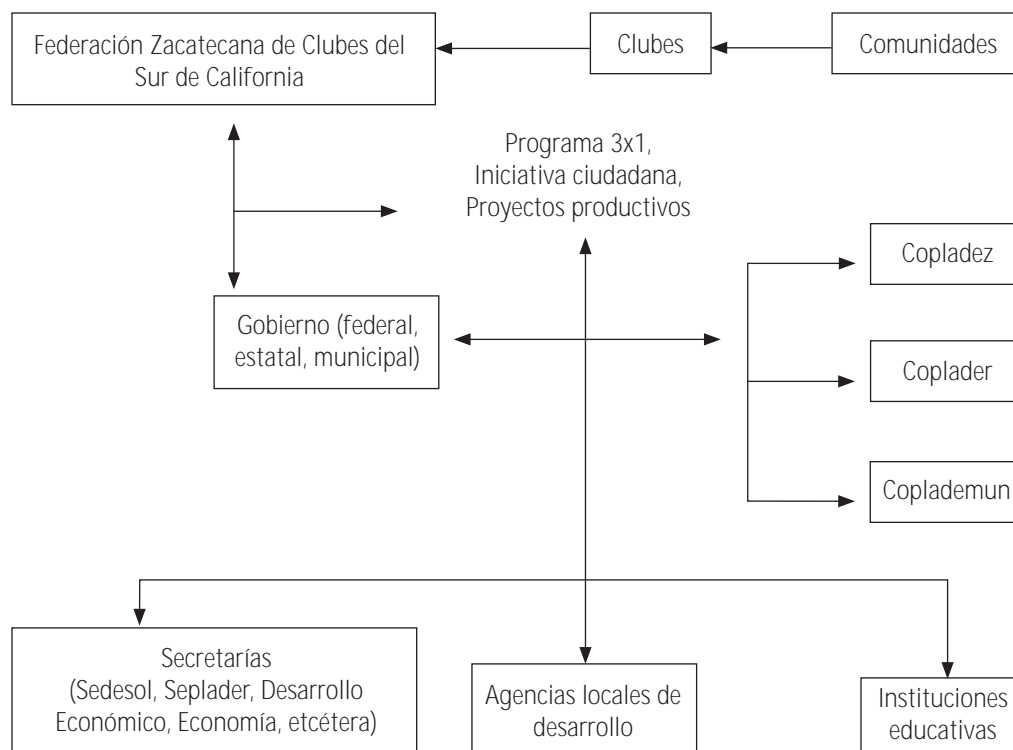 Federación Zacatecana de Clubes del
Sur de California
Clubes
Comunidades
Programa 3x1,
Iniciativa ciudadana,
Proyectos productivos
Copladez
Gobierno (federal,
estatal, municipal)
Coplader
Coplademun
Secretarías
(Sedesol, Seplader, Desarrollo
Económico, Economía, etcétera)
Agencias locales de
desarrollo
Instituciones
educativas